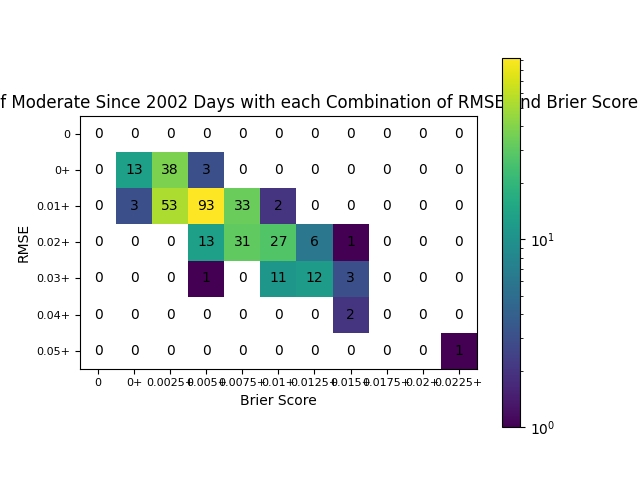 f Moderate Since 2002 Days with each Combination of RMSE and Brier Score
RMSE
0 0 0 0 0 0 0 0 0 0 0 0
0+ 0 13 38 3 0 0 0 0 0 0 0
0.01+ 0 3 53 93 33 2 0 0 0 0 0
0.02+ 0 0 0 13 31 27 6 1 0 0 0
0.03+ 0 0 0 1 0 11 12 3 0 0 0
0.04+ 0 0 0 0 0 0 0 2 0 0 0
0.05+ 0 0 0 0 0 0 0 0 0 0 1
0 0+ 0.0025+ 0.005+ 0.0075+ 0.01+ 0.0125+ 0.015+ 0.0175+ 0.02+ 0.0225+
Brier Score
10¹
10⁰